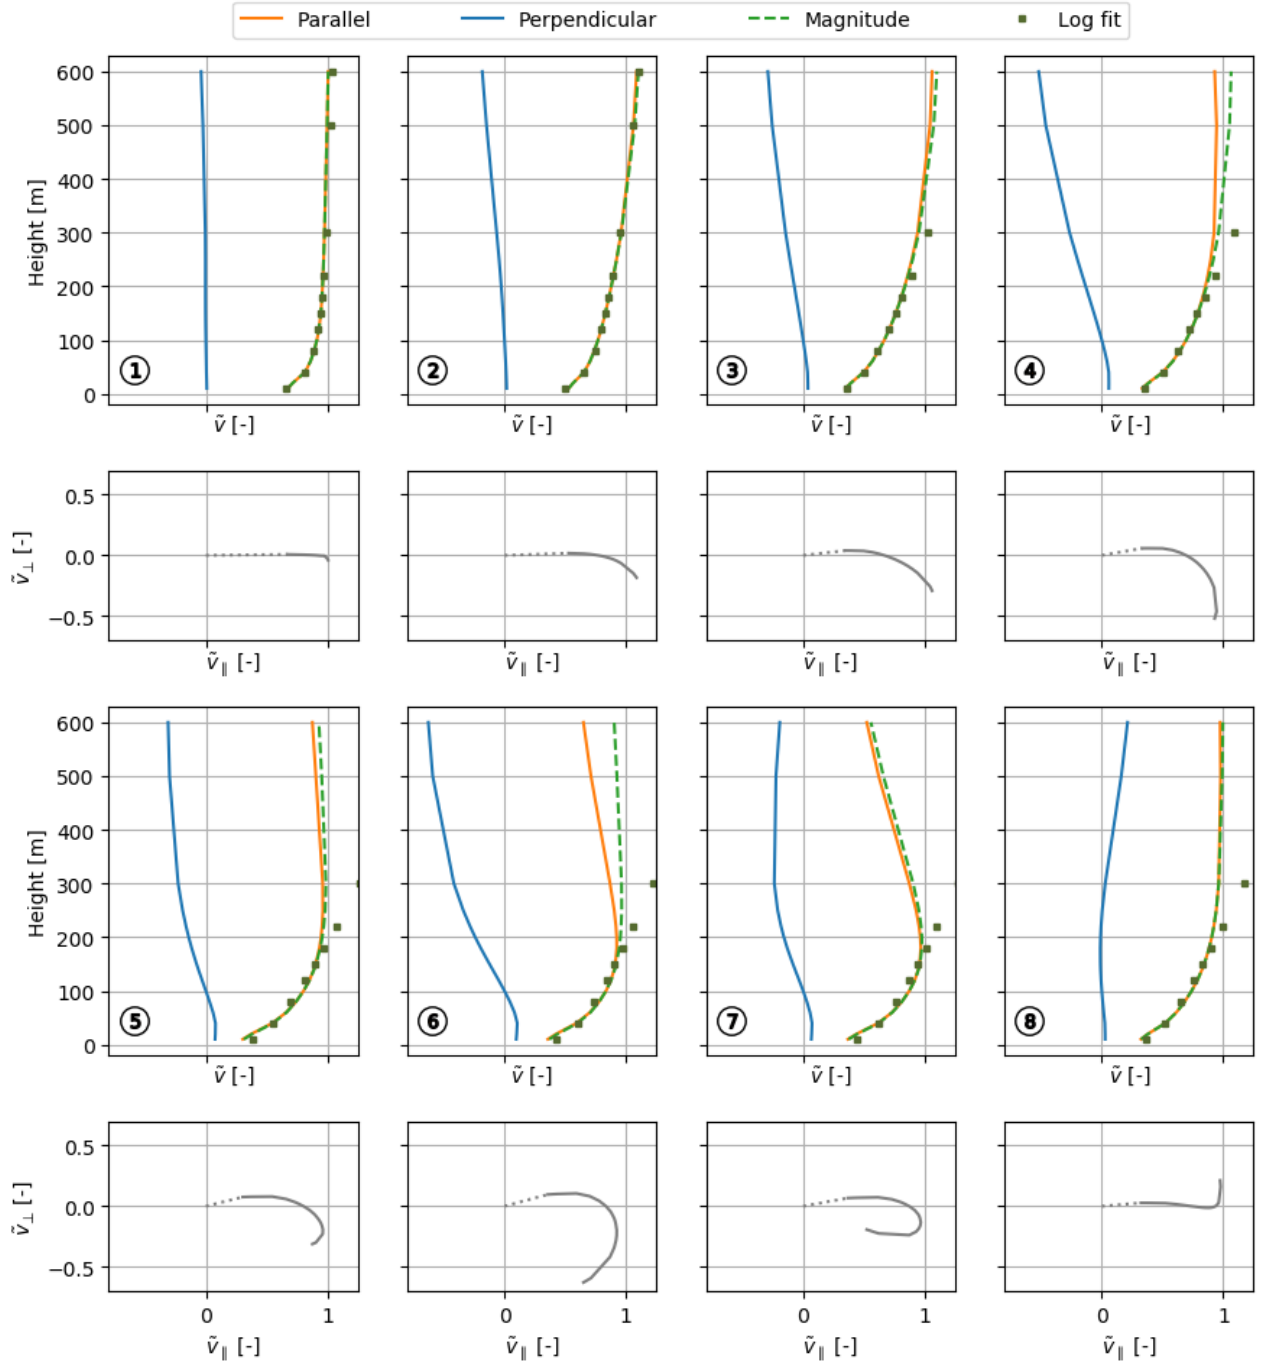 Parallel Perpendicular Magnitude Log fit
600
500
400
300
200
100
0
Height [m]
① ② ③ ④
ṽ [-] ṽ [-] ṽ [-] ṽ [-]
0.5
0.0
−0.5
ṽ⊥ [-]
ṽ∥ [-] ṽ∥ [-] ṽ∥ [-] ṽ∥ [-]
600
500
400
300
200
100
0
Height [m]
⑤ ⑥ ⑦ ⑧
ṽ [-] ṽ [-] ṽ [-] ṽ [-]
0.5
0.0
−0.5
ṽ⊥ [-]
0 1 0 1 0 1 0 1
ṽ∥ [-] ṽ∥ [-] ṽ∥ [-] ṽ∥ [-]